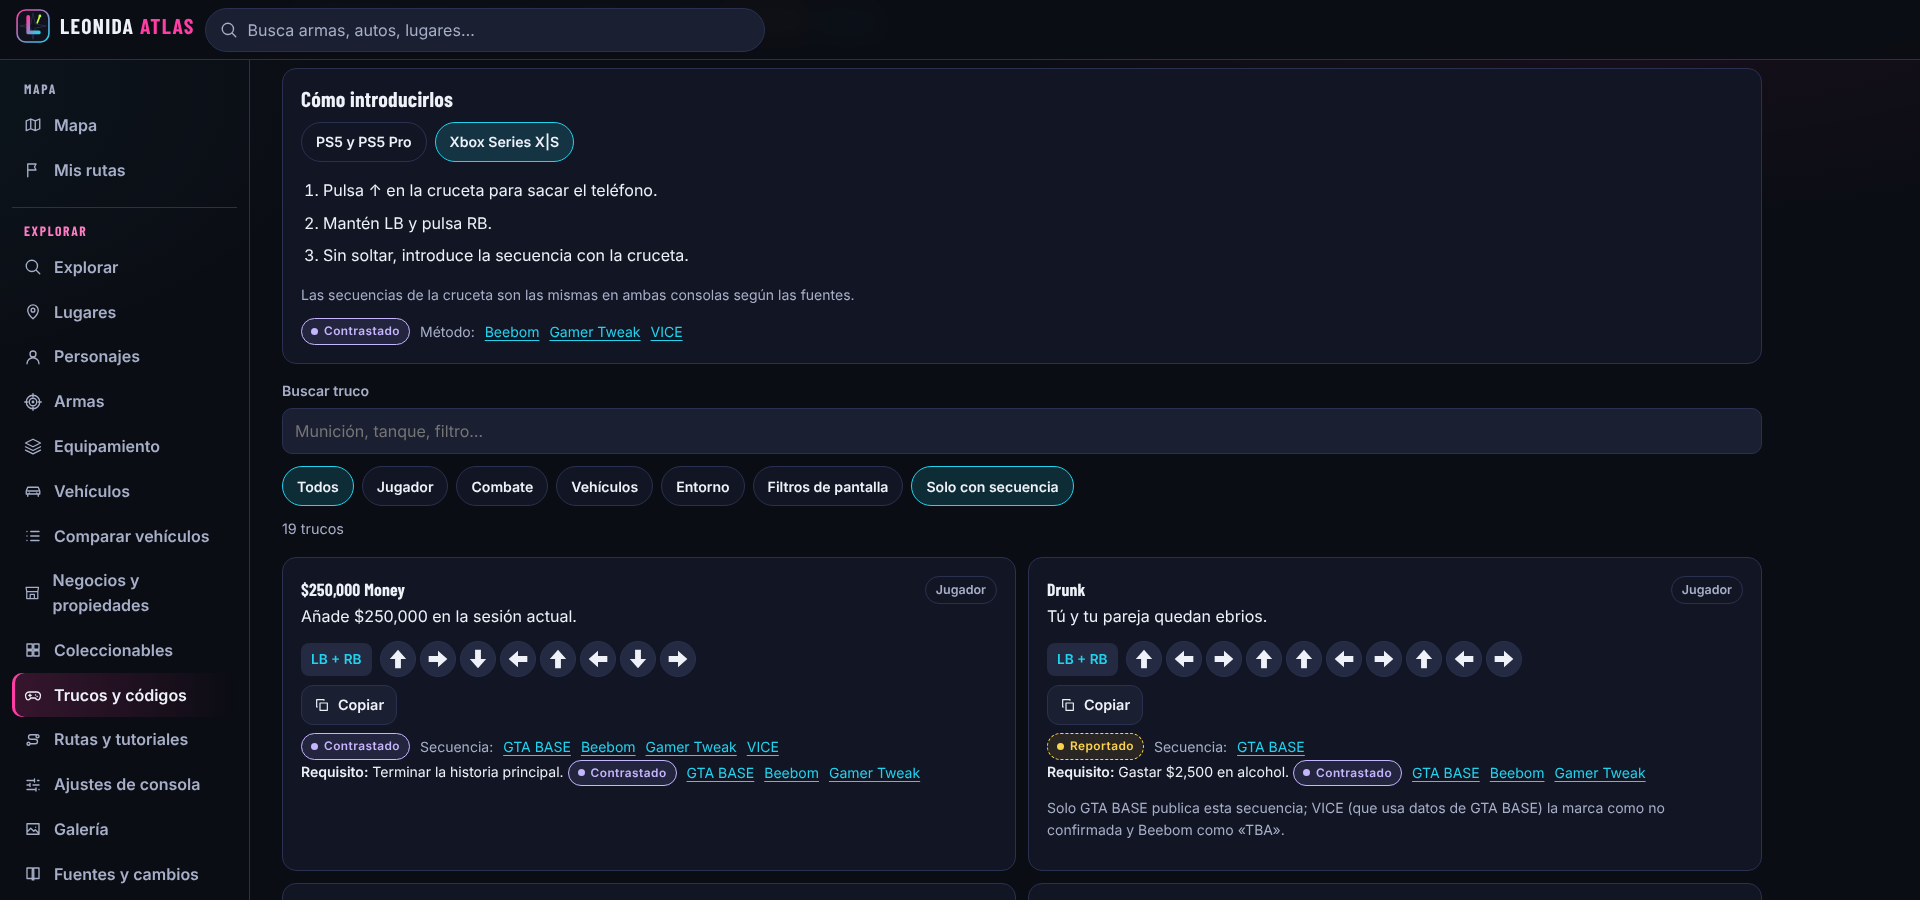 LEONIDA ATLAS
Busca armas, autos, lugares...
MAPA
Mapa
Mis rutas
EXPLORAR
Explorar
Lugares
Personajes
Armas
Equipamiento
Vehículos
Comparar vehículos
Negocios y
propiedades
Coleccionables
Trucos y códigos
Rutas y tutoriales
Ajustes de consola
Galería
Fuentes y cambios
Cómo introducirlos
PS5 y PS5 Pro
Xbox Series X|S
1. Pulsa ↑ en la cruceta para sacar el teléfono.
2. Mantén LB y pulsa RB.
3. Sin soltar, introduce la secuencia con la cruceta.
Las secuencias de la cruceta son las mismas en ambas consolas según las fuentes.
Contrastado Método: Beebom Gamer Tweak VICE
Buscar truco
Munición, tanque, filtro...
Todos Jugador Combate Vehículos Entorno Filtros de pantalla Solo con secuencia
19 trucos
$250,000 Money Jugador
Añade $250,000 en la sesión actual.
LB + RB ↑ → ↓ ← ↑ ← ↓ →
Copiar
Contrastado Secuencia: GTA BASE Beebom Gamer Tweak VICE
Requisito: Terminar la historia principal. Contrastado GTA BASE Beebom Gamer Tweak
Drunk Jugador
Tú y tu pareja quedan ebrios.
LB + RB ↑ ← → ↑ ↑ ← → ↑ ← →
Copiar
Reportado Secuencia: GTA BASE
Requisito: Gastar $2,500 en alcohol. Contrastado GTA BASE Beebom Gamer Tweak
Solo GTA BASE publica esta secuencia; VICE (que usa datos de GTA BASE) la marca como no
confirmada y Beebom como «TBA».